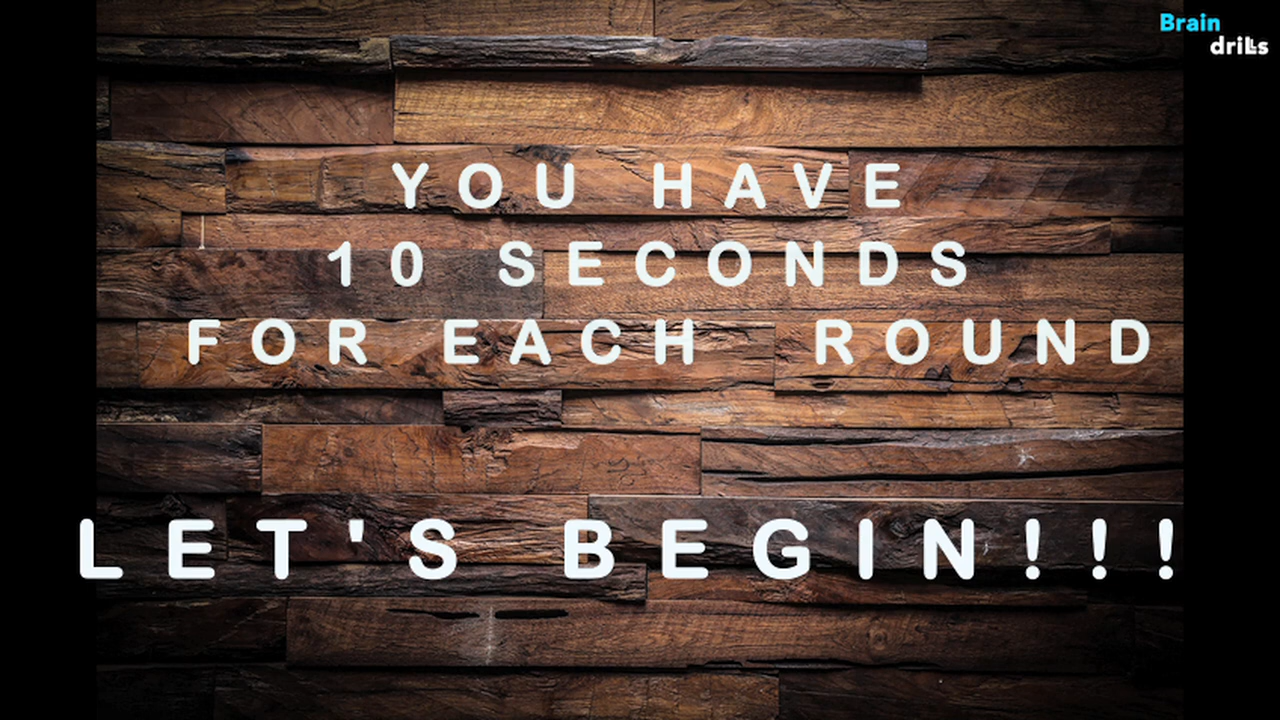 Brain
drills
YOU HAVE
10 SECONDS
FOR EACH ROUND
LET'S BEGIN!!!